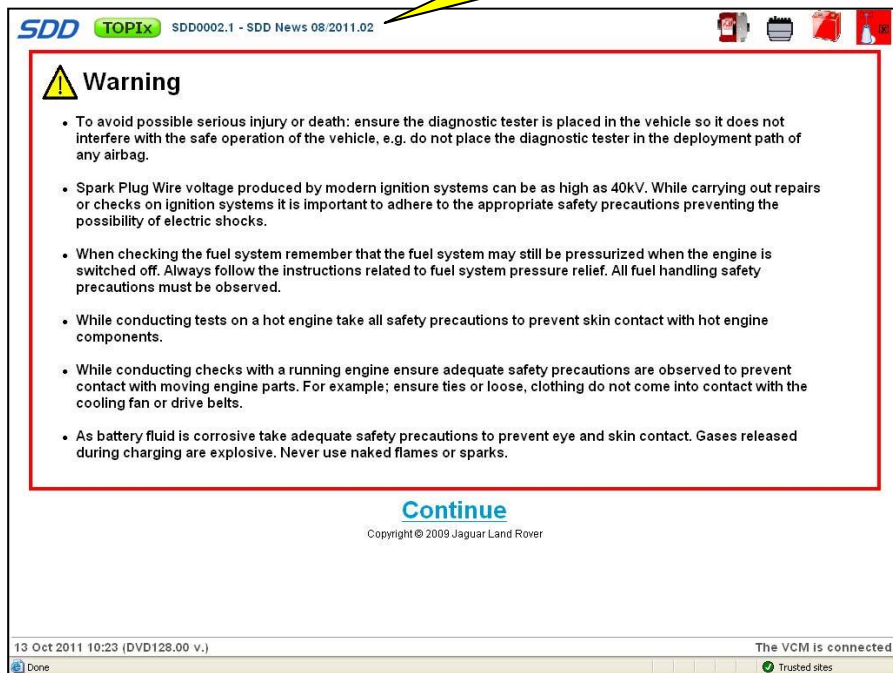 SDD TOPIx SDD0002.1 - SDD News 08/2011.02
Warning
• To avoid possible serious injury or death: ensure the diagnostic tester is placed in the vehicle so it does not
interfere with the safe operation of the vehicle, e.g. do not place the diagnostic tester in the deployment path of
any airbag.
• Spark Plug Wire voltage produced by modern ignition systems can be as high as 40kV. While carrying out repairs
or checks on ignition systems it is important to adhere to the appropriate safety precautions preventing the
possibility of electric shocks.
• When checking the fuel system remember that the fuel system may still be pressurized when the engine is
switched off. Always follow the instructions related to fuel system pressure relief. All fuel handling safety
precautions must be observed.
• While conducting tests on a hot engine take all safety precautions to prevent skin contact with hot engine
components.
• While conducting checks with a running engine ensure adequate safety precautions are observed to prevent
contact with moving engine parts. For example; ensure ties or loose, clothing do not come into contact with the
cooling fan or drive belts.
• As battery fluid is corrosive take adequate safety precautions to prevent eye and skin contact. Gases released
during charging are explosive. Never use naked flames or sparks.
Continue
Copyright © 2009 Jaguar Land Rover
13 Oct 2011 10:23 (DVD128.00 v.) The VCM is connected
Done Trusted sites